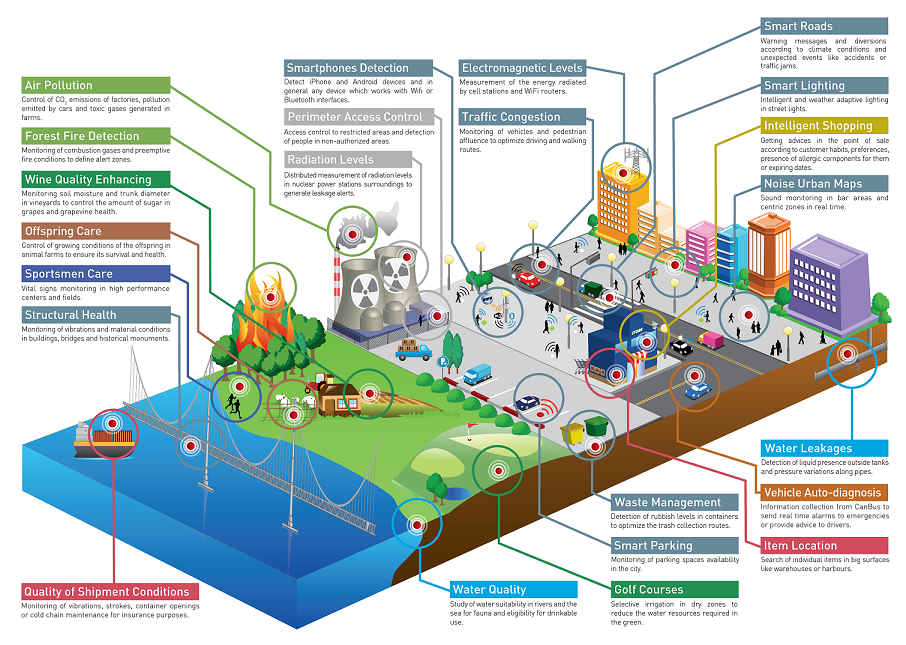 Smart Roads
Warning messages and diversions
according to climate conditions and
unexpected events like accidents or
traffic jams.
Smartphones Detection
Detect iPhone and Android devices and in
general any device which works with Wifi or
Bluetooth interfaces.
Electromagnetic Levels
Measurement of the energy radiated
by cell stations and WiFi routers.
Smart Lighting
Intelligent and weather adaptive lighting
in street lights.
Air Pollution
Control of CO₂ emissions of factories, pollution
emitted by cars and toxic gases generated in
farms.
Perimeter Access Control
Access control to restricted areas and detection
of people in non-authorized areas.
Traffic Congestion
Monitoring of vehicles and pedestrian
affluence to optimize driving and walking
routes.
Intelligent Shopping
Getting advices in the point of sale
according to customer habits, preferences,
presence of allergic components for them
or expiring dates.
Forest Fire Detection
Monitoring of combustion gases and preemptive
fire conditions to define alert zones.
Radiation Levels
Distributed measurement of radiation levels
in nuclear power stations surroundings to
generate leakage alerts.
Wine Quality Enhancing
Monitoring soil moisture and trunk diameter
in vineyards to control the amount of sugar in
grapes and grapevine health.
Noise Urban Maps
Sound monitoring in bar areas and
centric zones in real time.
Offspring Care
Control of growing conditions of the offspring in
animal farms to ensure its survival and health.
Sportsmen Care
Vital signs monitoring in high performance
centers and fields.
Structural Health
Monitoring of vibrations and material conditions
in buildings, bridges and historical monuments.
STORE
P
Water Leakages
Detection of liquid presence outside tanks
and pressure variations along pipes.
Waste Management
Detection of rubbish levels in containers
to optimize the trash collection routes.
Vehicle Auto-diagnosis
Information collection from CanBus to
send real time alarms to emergencies
or provide advice to drivers.
Smart Parking
Monitoring of parking spaces availability
in the city.
Item Location
Search of individual items in big surfaces
like warehouses or harbours.
Quality of Shipment Conditions
Monitoring of vibrations, strokes, container openings
or cold chain maintenance for insurance purposes.
Water Quality
Study of water suitability in rivers and the
sea for fauna and eligibility for drinkable
use.
Golf Courses
Selective irrigation in dry zones to
reduce the water resources required in
the green.